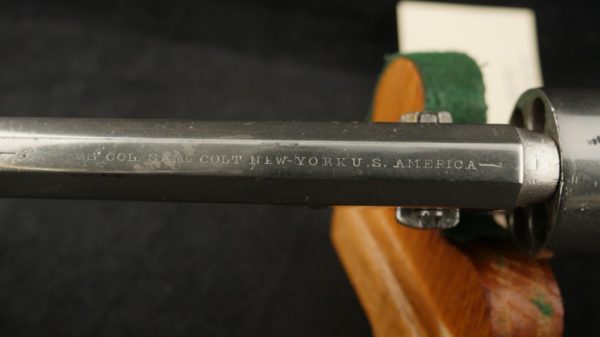 COL. SAML COLT NEW-YORK U.S. AMERICA—